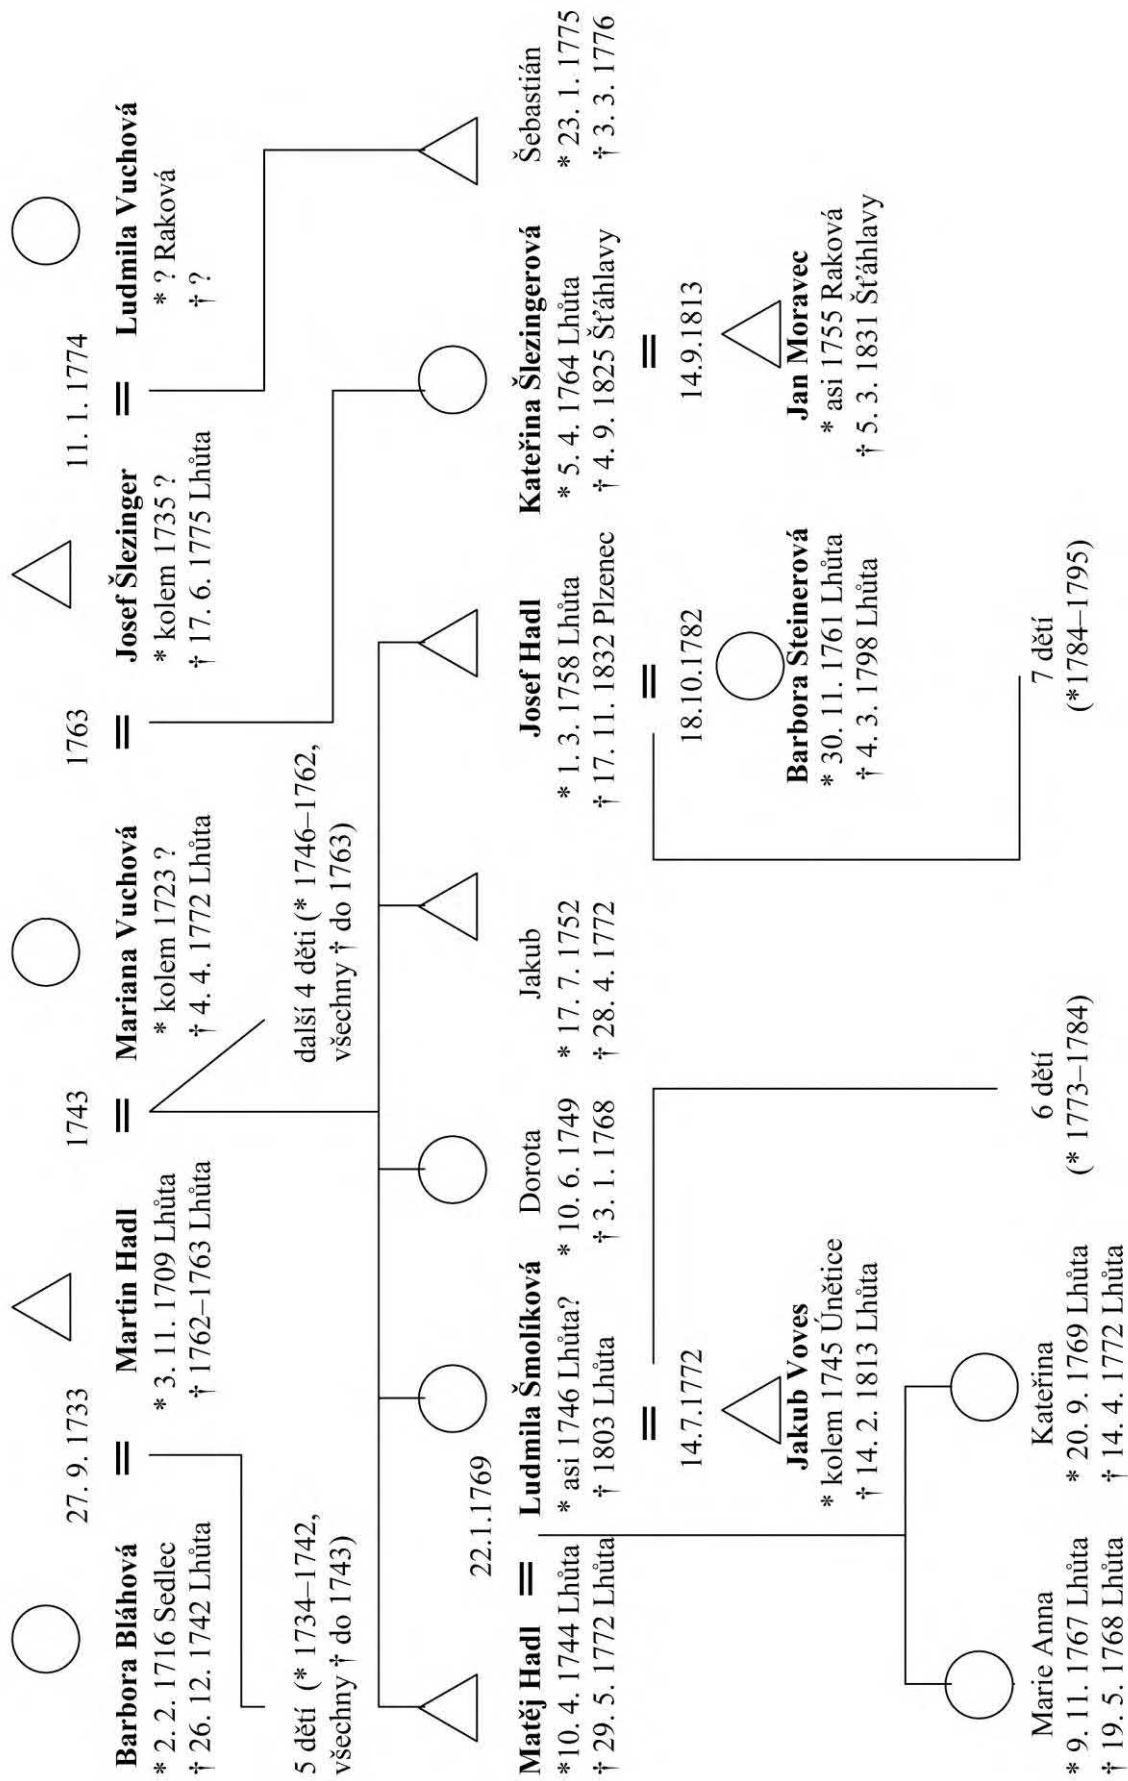 27. 9. 1733
1743
1763
11. 1. 1774
Barbora Bláhová
* 2. 2. 1716 Sedlec
† 26. 12. 1742 Lhůta
Martin Hadl
* 3. 11. 1709 Lhůta
† 1762–1763 Lhůta
Mariana Vuchová
* kolem 1723 ?
† 4. 4. 1772 Lhůta
Josef Šlezinger
* kolem 1735 ?
† 17. 6. 1775 Lhůta
Ludmila Vuchová
* ? Raková
† ?
5 dětí (* 1734–1742,
všechny † do 1743)
další 4 děti (* 1746–1762,
všechny † do 1763)
22.1.1769
Matěj Hadl
*10. 4. 1744 Lhůta
† 29. 5. 1772 Lhůta
Ludmila Šmolíková
* asi 1746 Lhůta?
† 1803 Lhůta
Dorota
* 10. 6. 1749
† 3. 1. 1768
Jakub
* 17. 7. 1752
† 28. 4. 1772
Josef Hadl
* 1. 3. 1758 Lhůta
† 17. 11. 1832 Plzenec
Kateřina Šlezingerová
* 5. 4. 1764 Lhůta
† 4. 9. 1825 Šťáhlavy
Šebastián
* 23. 1. 1775
† 3. 3. 1776
14.7.1772
Jakub Voves
* kolem 1745 Únětice
† 14. 2. 1813 Lhůta
18.10.1782
Barbora Steinerová
* 30. 11. 1761 Lhůta
† 4. 3. 1798 Lhůta
14.9.1813
Jan Moravec
* asi 1755 Raková
† 5. 3. 1831 Šťáhlavy
Marie Anna
* 9. 11. 1767 Lhůta
† 19. 5. 1768 Lhůta
Kateřina
* 20. 9. 1769 Lhůta
† 14. 4. 1772 Lhůta
6 dětí
(* 1773–1784)
7 dětí
(*1784–1795)